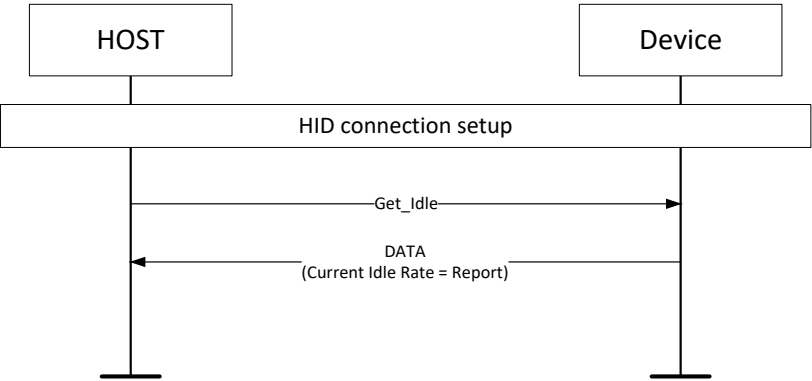 HOST
Device
HID connection setup
Get_Idle
DATA
(Current Idle Rate = Report)